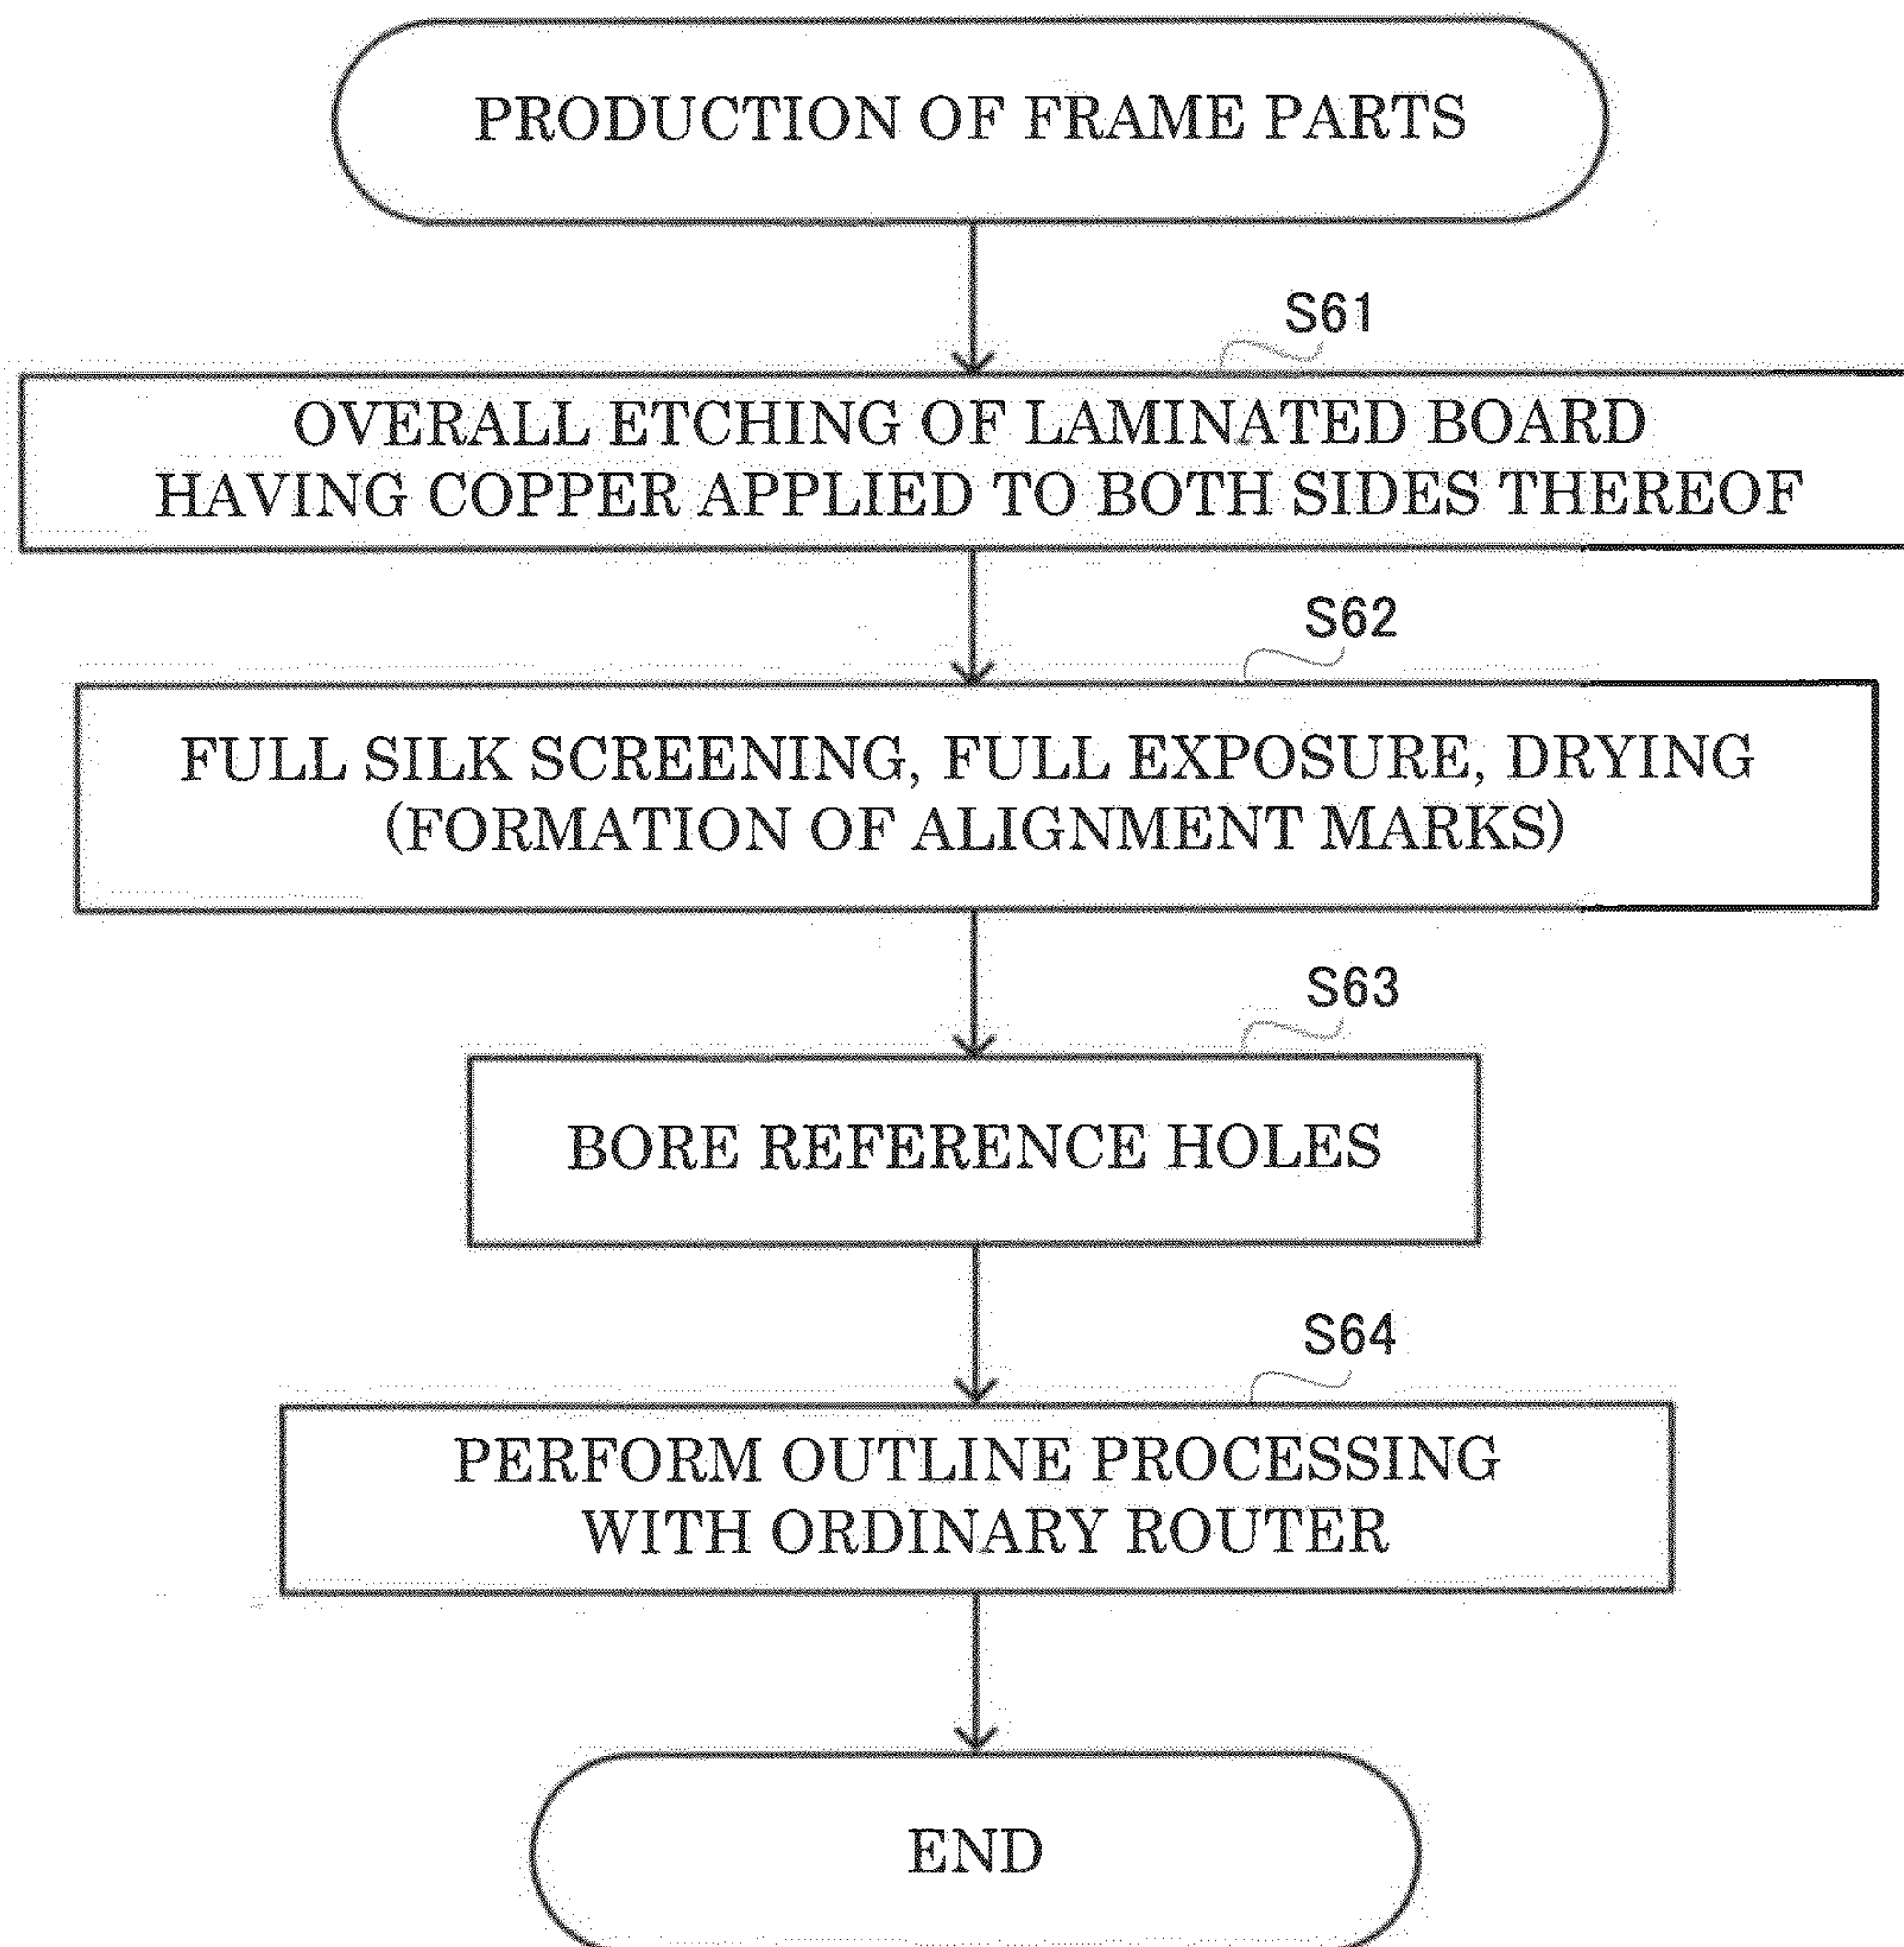 PRODUCTION OF FRAME PARTS
S61
OVERALL ETCHING OF LAMINATED BOARD
HAVING COPPER APPLIED TO BOTH SIDES THEREOF
S62
FULL SILK SCREENING, FULL EXPOSURE, DRYING
(FORMATION OF ALIGNMENT MARKS)
S63
BORE REFERENCE HOLES
S64
PERFORM OUTLINE PROCESSING
WITH ORDINARY ROUTER
END